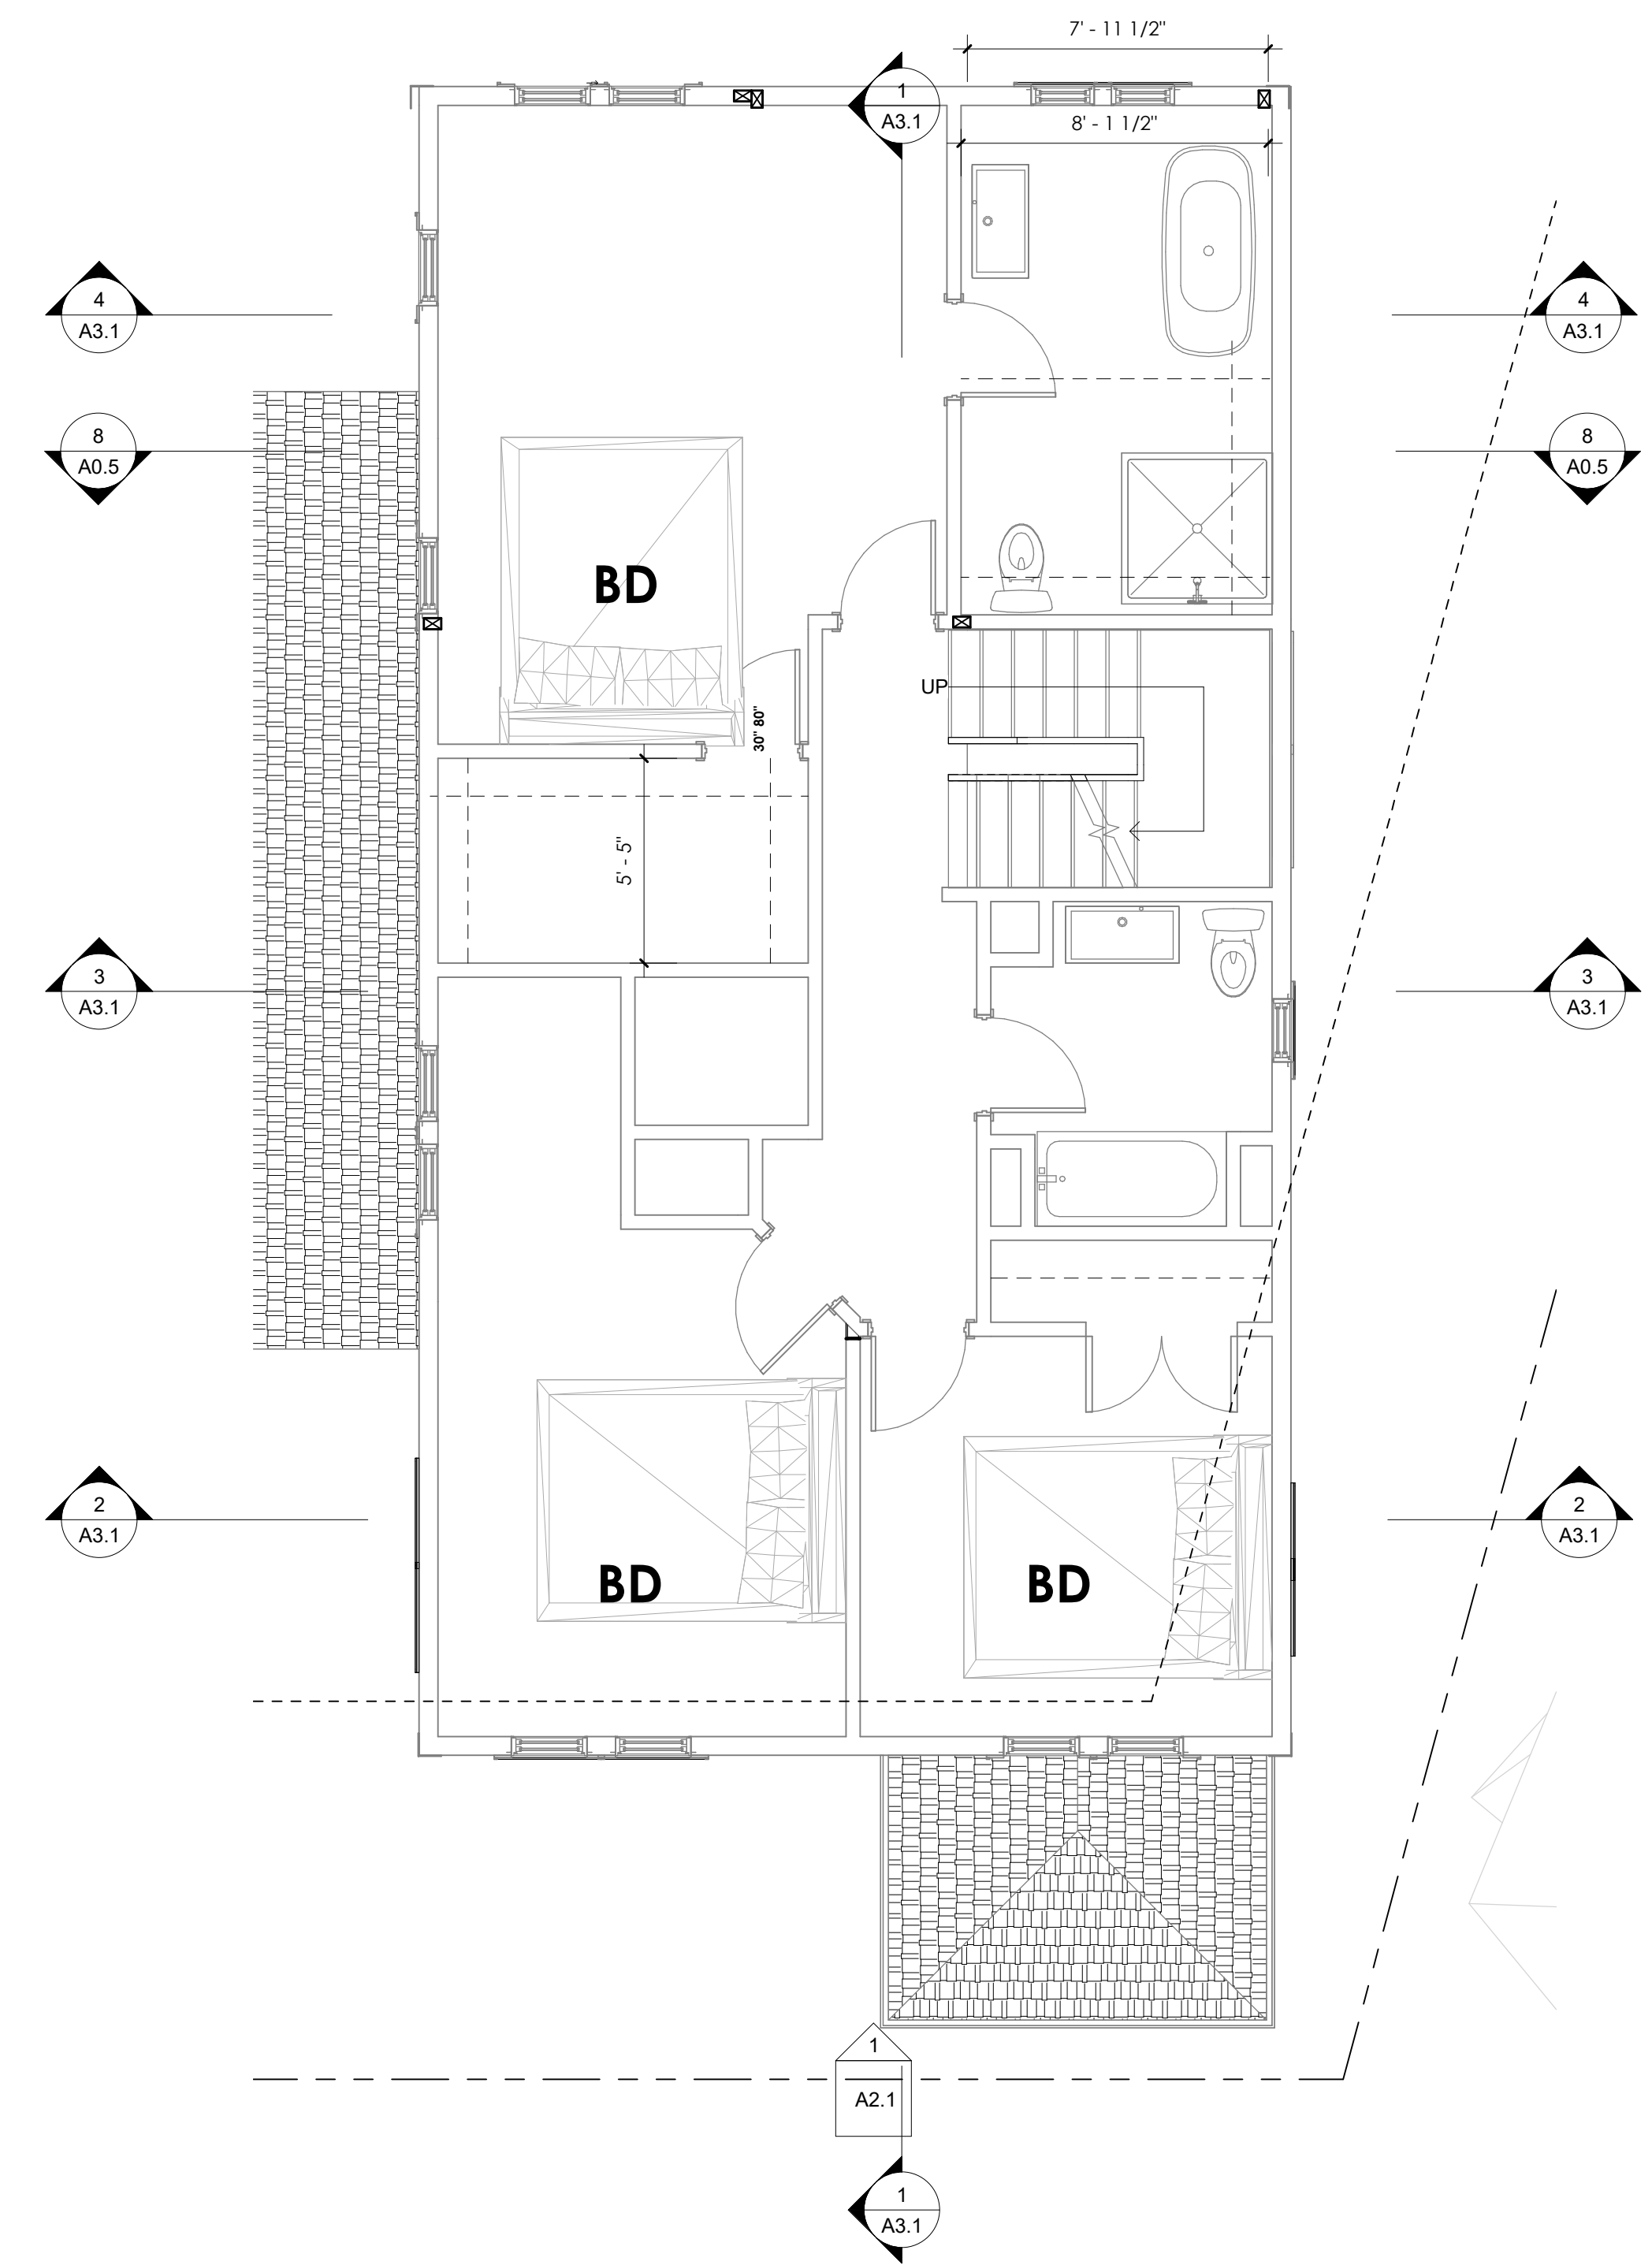 7' - 11 1/2"
1
A3.1
8' - 1 1/2"
4
A3.1
4
A3.1
8
A0.5
8
A0.5
BD
UP
30" 80"
5' - 5"
3
A3.1
3
A3.1
2
A3.1
2
A3.1
BD
BD
1
A2.1
1
A3.1